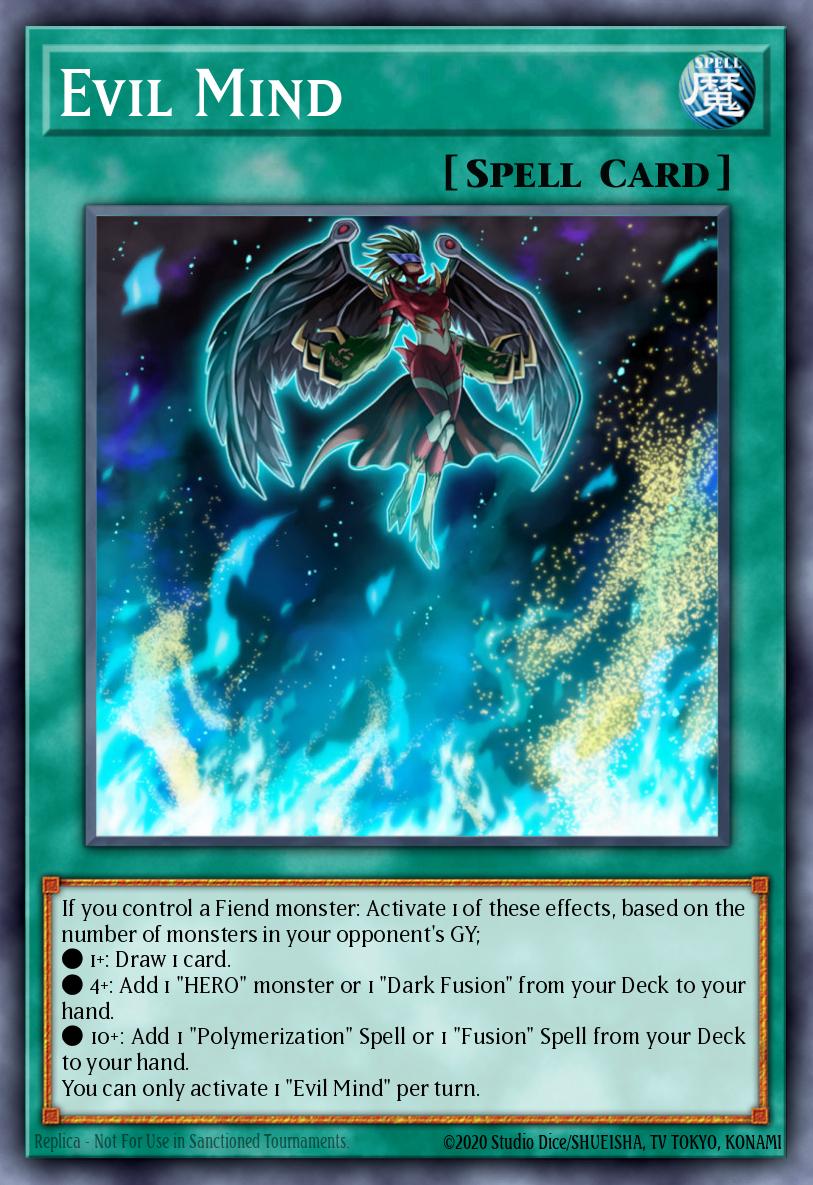 Evil Mind
SPELL
魔
[ Spell Card ]
If you control a Fiend monster: Activate 1 of these effects, based on the
number of monsters in your opponent's GY;
● 1+: Draw 1 card.
● 4+: Add 1 "HERO" monster or 1 "Dark Fusion" from your Deck to your
hand.
● 10+: Add 1 "Polymerization" Spell or 1 "Fusion" Spell from your Deck
to your hand.
You can only activate 1 "Evil Mind" per turn.
Replica - Not For Use in Sanctioned Tournaments.
©2020 Studio Dice/SHUEISHA, TV TOKYO, KONAMI